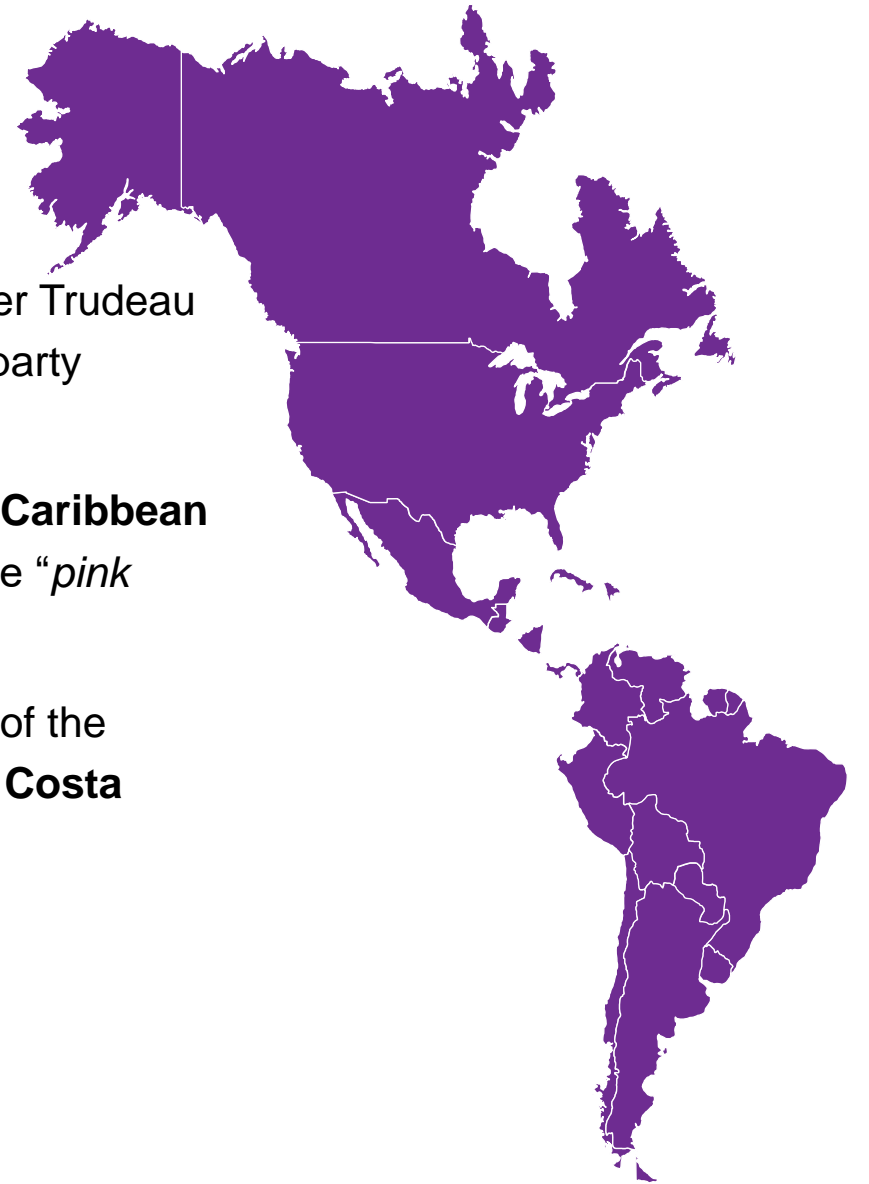 er Trudeau
party
Caribbean
e “pink
of the
Costa